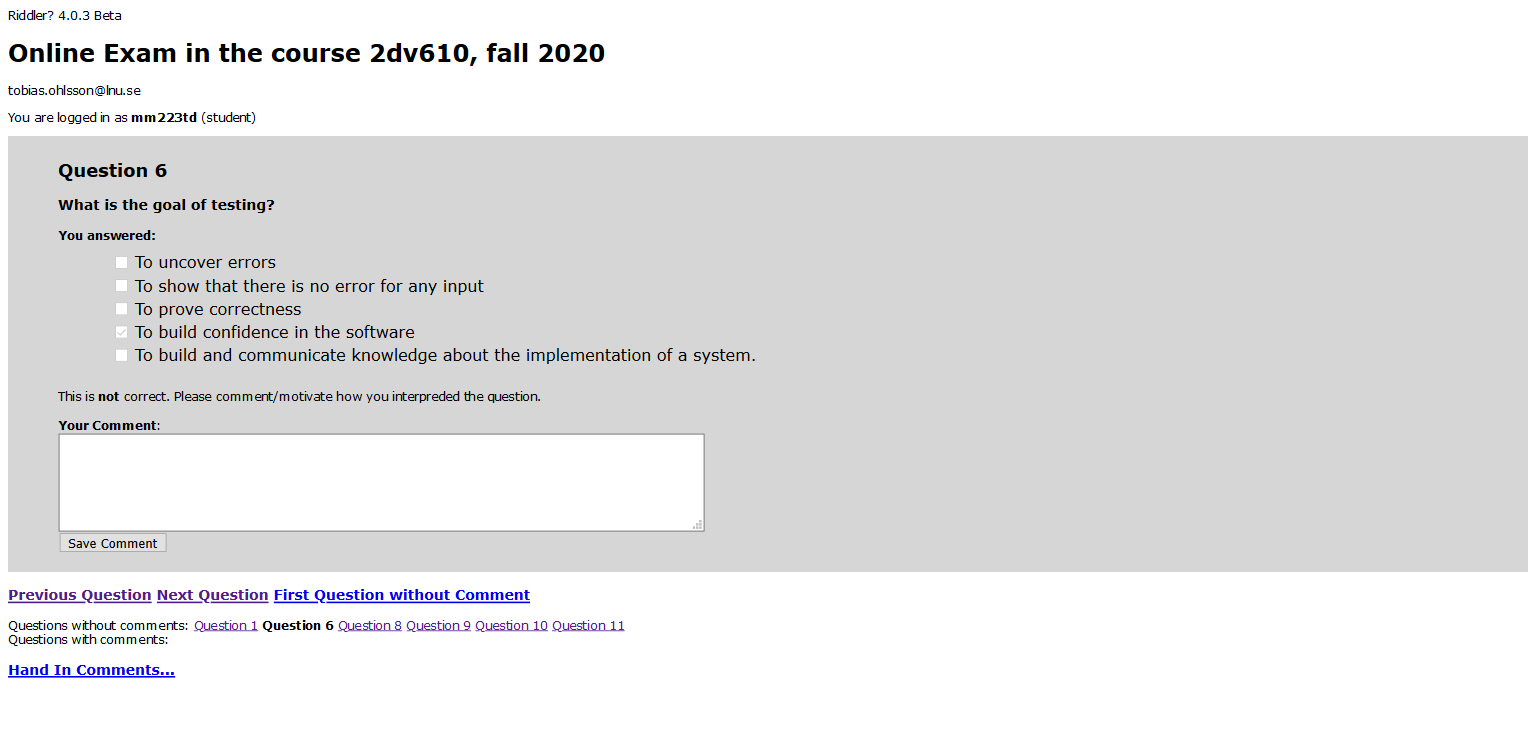 Riddler? 4.0.3 Beta
Online Exam in the course 2dv610, fall 2020
tobias.ohlsson@lnu.se
You are logged in as mm223td (student)
Question 6
What is the goal of testing?
You answered:
To uncover errors
To show that there is no error for any input
To prove correctness
To build confidence in the software
To build and communicate knowledge about the implementation of a system.
This is not correct. Please comment/motivate how you interpreded the question.
Your Comment:
Save Comment
Previous Question Next Question First Question without Comment
Questions without comments: Question 1 Question 6 Question 8 Question 9 Question 10 Question 11
Questions with comments:
Hand In Comments...